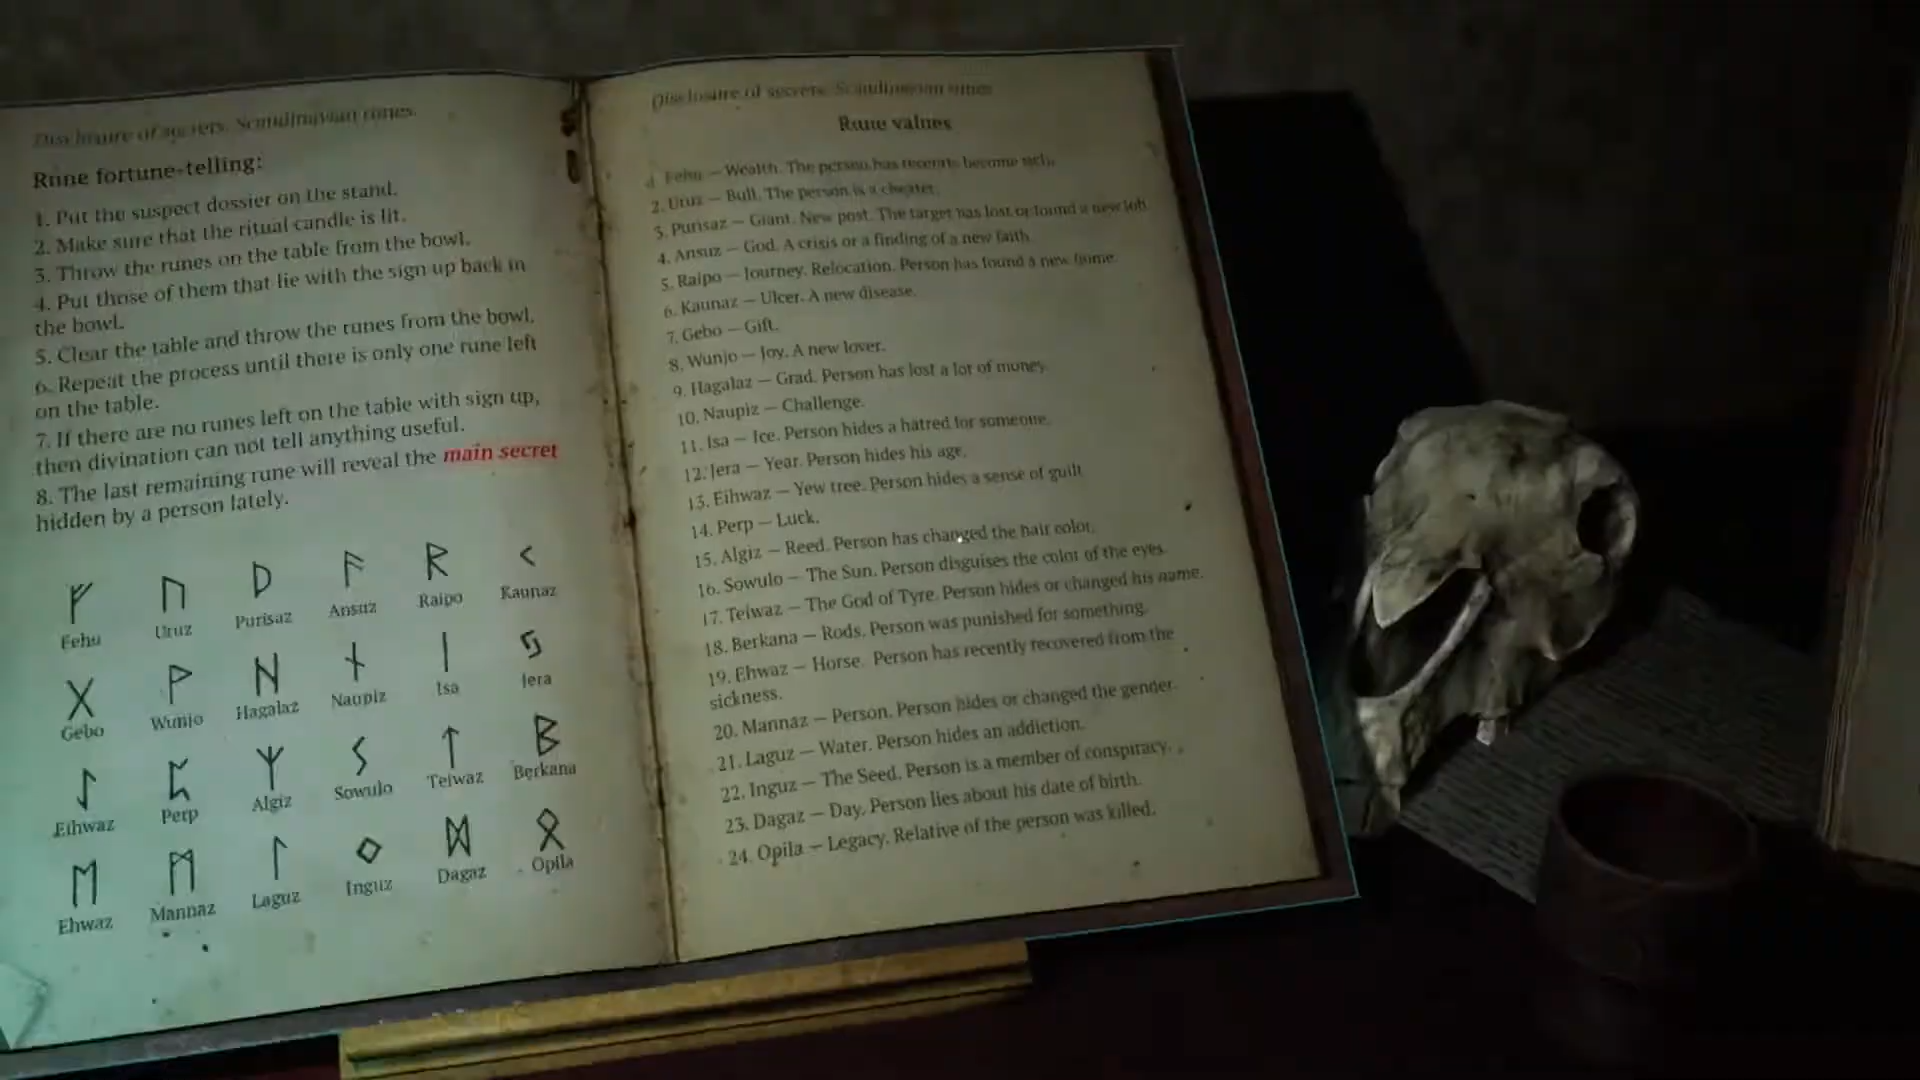 Disclosure of secrets. Scandinavian runes.
Rune fortune-telling:
1. Put the suspect dossier on the stand.
2. Make sure that the ritual candle is lit.
3. Throw the runes on the table from the bowl.
4. Put those of them that lie with the sign up back in
the bowl.
5. Clear the table and throw the runes from the bowl.
6. Repeat the process until there is only one rune left
on the table.
7. If there are no runes left on the table with sign up,
then divination can not tell anything useful.
8. The last remaining rune will reveal the main secret
hidden by a person lately.
ᚠ ᚢ ᚦ ᚨ ᚱ ᚲ
Fehu Uruz Purisaz Ansuz Raipo Kaunaz
ᚷ ᚹ ᚺ ᚾ ᛁ ᛃ
Gebo Wunjo Hagalaz Naupiz Isa Jera
ᛇ ᛈ ᛉ ᛊ ᛏ ᛒ
Eihwaz Perp Algiz Sowulo Teiwaz Berkana
ᛖ ᛗ ᛚ ᛜ ᛞ ᛟ
Ehwaz Mannaz Laguz Inguz Dagaz Opila
Disclosure of secrets. Scandinavian runes
Rune values
1. Fehu — Wealth. The person has recently become rich.
2. Uruz — Bull. The person is a cheater.
3. Purisaz — Giant. New post. The target has lost or found a new job.
4. Ansuz — God. A crisis or a finding of a new faith.
5. Raipo — Journey. Relocation. Person has found a new home.
6. Kaunaz — Ulcer. A new disease.
7. Gebo — Gift.
8. Wunjo — Joy. A new lover.
9. Hagalaz — Grad. Person has lost a lot of money.
10. Naupiz — Challenge.
11. Isa — Ice. Person hides a hatred for someone.
12. Jera — Year. Person hides his age.
13. Eihwaz — Yew tree. Person hides a sense of guilt.
14. Perp — Luck.
15. Algiz — Reed. Person has changed the hair color.
16. Sowulo — The Sun. Person disguises the color of the eyes.
17. Teiwaz — The God of Tyre. Person hides or changed his name.
18. Berkana — Rods. Person was punished for something.
19. Ehwaz — Horse. Person has recently recovered from the
sickness.
20. Mannaz — Person. Person hides or changed the gender.
21. Laguz — Water. Person hides an addiction.
22. Inguz — The Seed. Person is a member of conspiracy.
23. Dagaz — Day. Person lies about his date of birth.
24. Opila — Legacy. Relative of the person was killed.